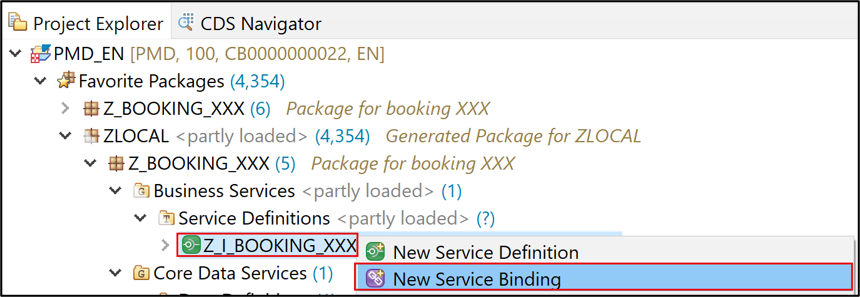 Project Explorer CDS Navigator
PMD_EN [PMD, 100, CB0000000022, EN]
Favorite Packages (4,354)
Z_BOOKING_XXX (6) Package for booking XXX
ZLOCAL <partly loaded> (4,354) Generated Package for ZLOCAL
Z_BOOKING_XXX (5) Package for booking XXX
Business Services <partly loaded> (1)
Service Definitions <partly loaded> (?)
Z_I_BOOKING_XXX
New Service Definition
Core Data Services (1)
New Service Binding